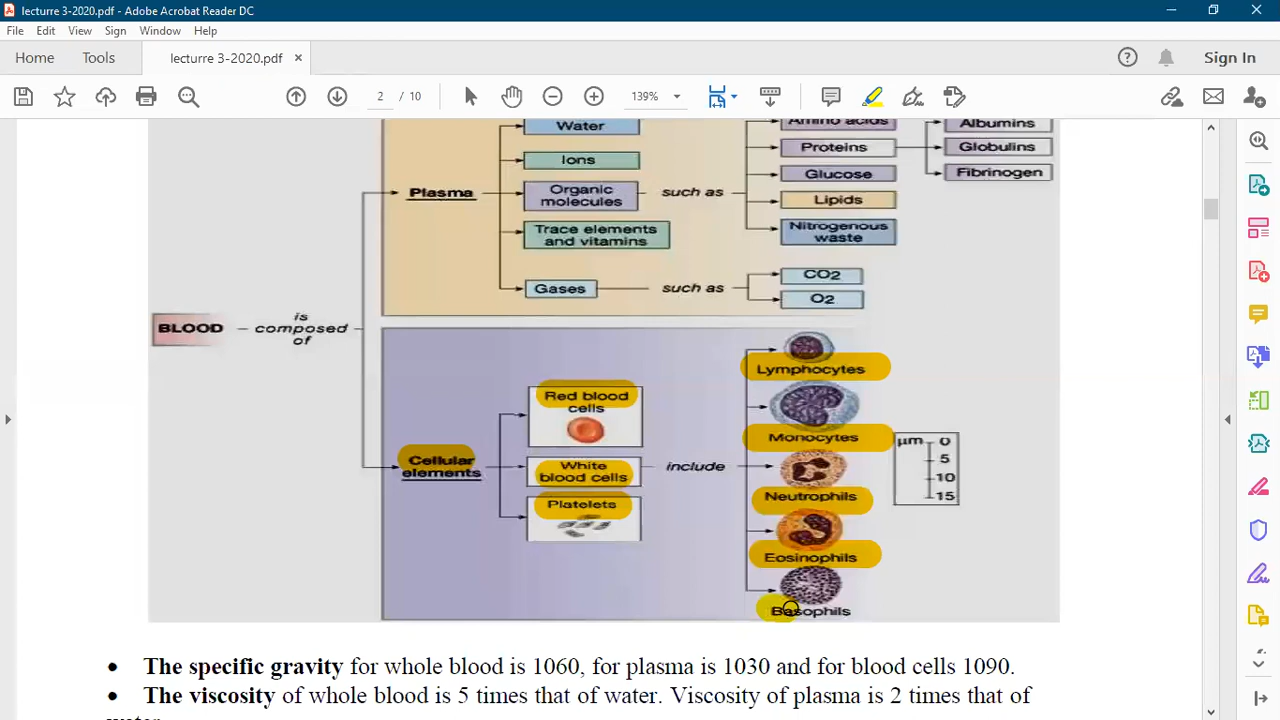 lecturre 3-2020.pdf - Adobe Acrobat Reader DC
File Edit View Sign Window Help
Home Tools lecturre 3-2020.pdf × Sign In
2 / 10 139%
Water
Ions
Organic
molecules
Trace elements
and vitamins
Gases
Plasma
such as
Amino acids
Proteins
Glucose
Lipids
Nitrogenous
waste
Albumins
Globulins
Fibrinogen
such as
CO2
O2
BLOOD
is
composed
of
Cellular
elements
Red blood
cells
White
blood cells
Platelets
include
Lymphocytes
Monocytes
Neutrophils
Eosinophils
Basophils
μm 0
5
10
15
• The specific gravity for whole blood is 1060, for plasma is 1030 and for blood cells 1090.
• The viscosity of whole blood is 5 times that of water. Viscosity of plasma is 2 times that of
water